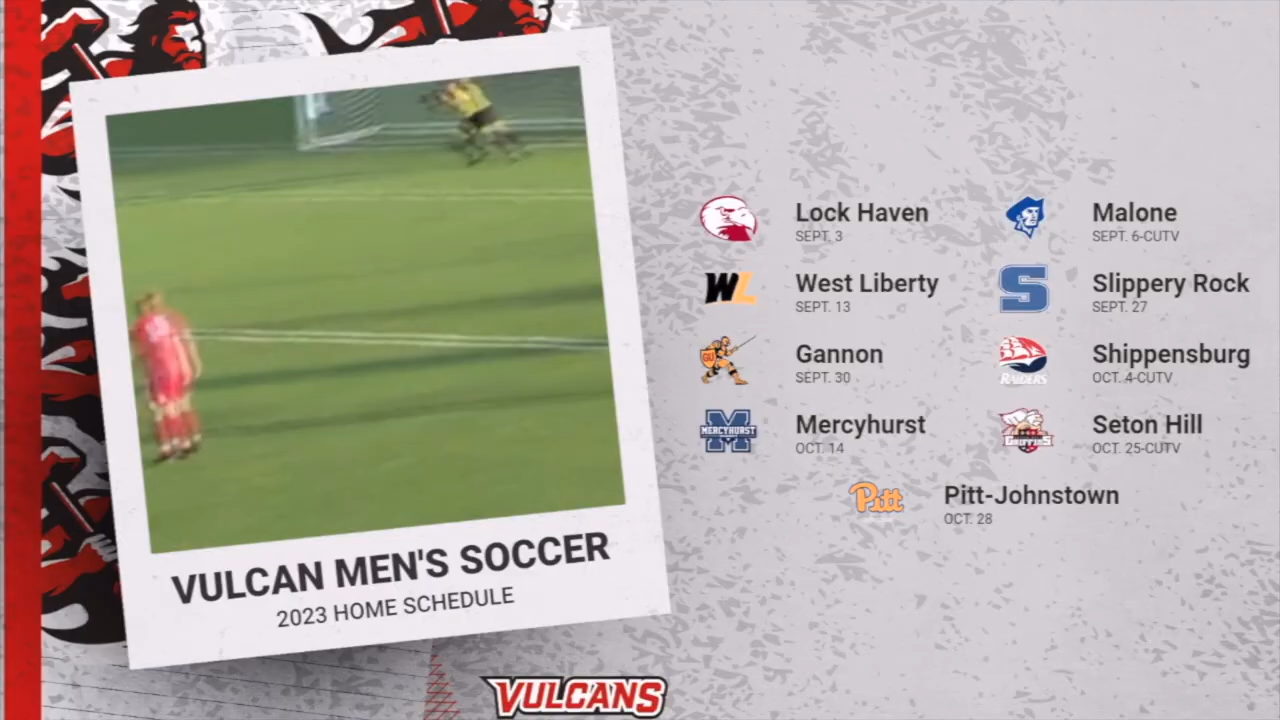 VULCAN MEN'S SOCCER
2023 HOME SCHEDULE
Lock Haven
SEPT. 3
Malone
SEPT. 6-CUTV
WL
West Liberty
SEPT. 13
S
Slippery Rock
SEPT. 27
GU
Gannon
SEPT. 30
RAIDERS
Shippensburg
OCT. 4-CUTV
M
MERCYHURST
Mercyhurst
OCT. 14
GRIFFINS
Seton Hill
OCT. 25-CUTV
Pitt
Pitt-Johnstown
OCT. 28
VULCANS